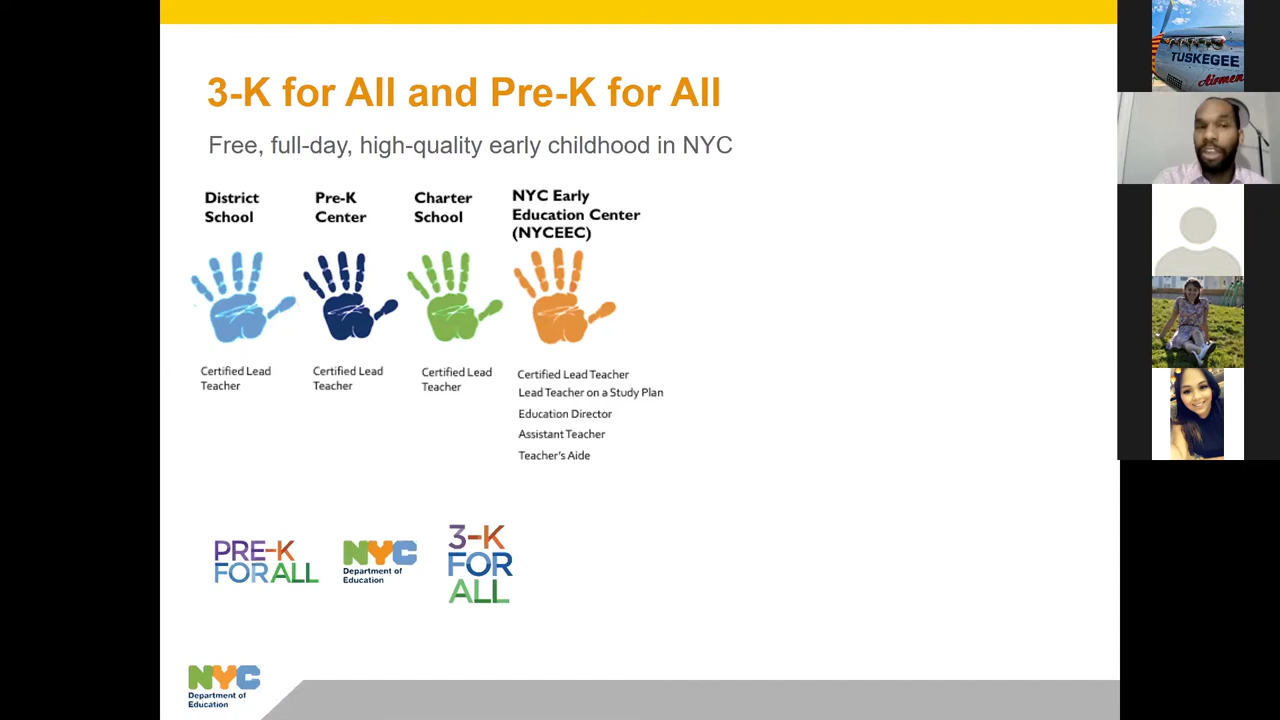 3-K for All and Pre-K for All
Free, full-day, high-quality early childhood in NYC
District
School
Pre-K
Center
Charter
School
NYC Early
Education Center
(NYCEEC)
Certified Lead
Teacher
Certified Lead
Teacher
Certified Lead
Teacher
Certified Lead Teacher
Lead Teacher on a Study Plan
Education Director
Assistant Teacher
Teacher's Aide
PRE-K
FOR ALL
NYC
Department of
Education
3-K
FOR
ALL
NYC
Department of
Education
TUSKEGEE
Airmen